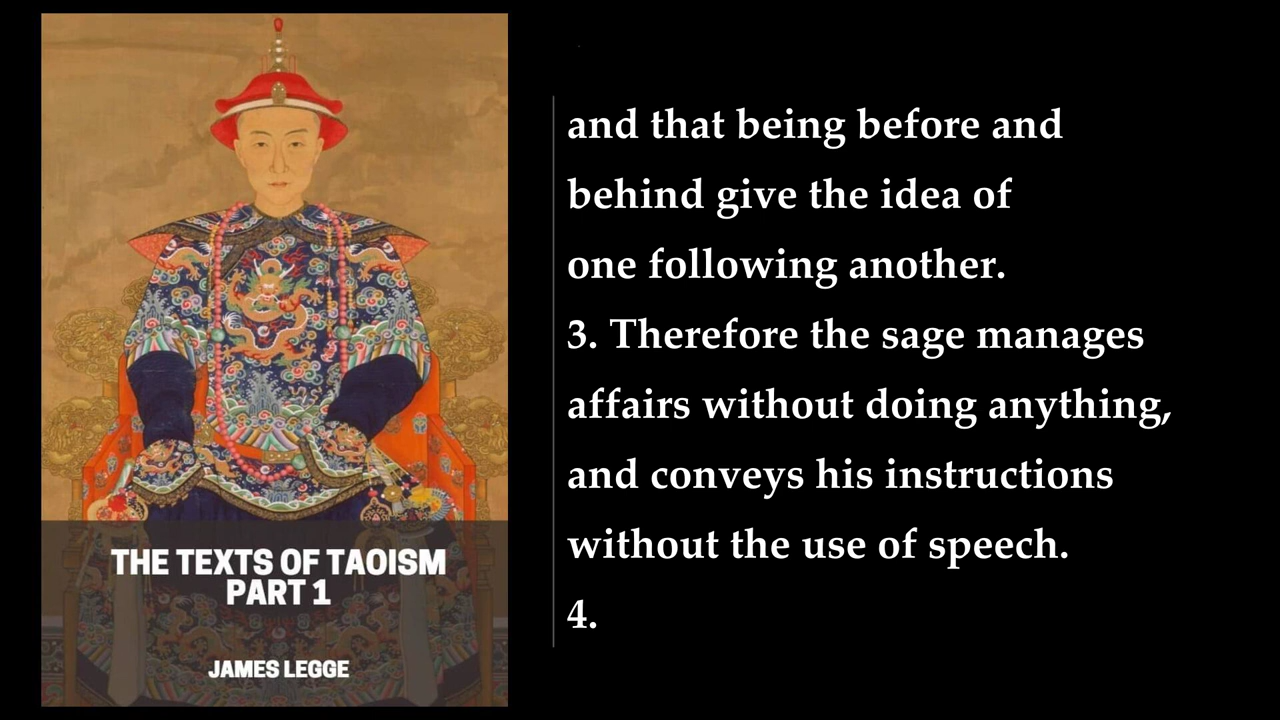 THE TEXTS OF TAOISM
PART 1
JAMES LEGGE
and that being before and
behind give the idea of
one following another.
3. Therefore the sage manages
affairs without doing anything,
and conveys his instructions
without the use of speech.
4.